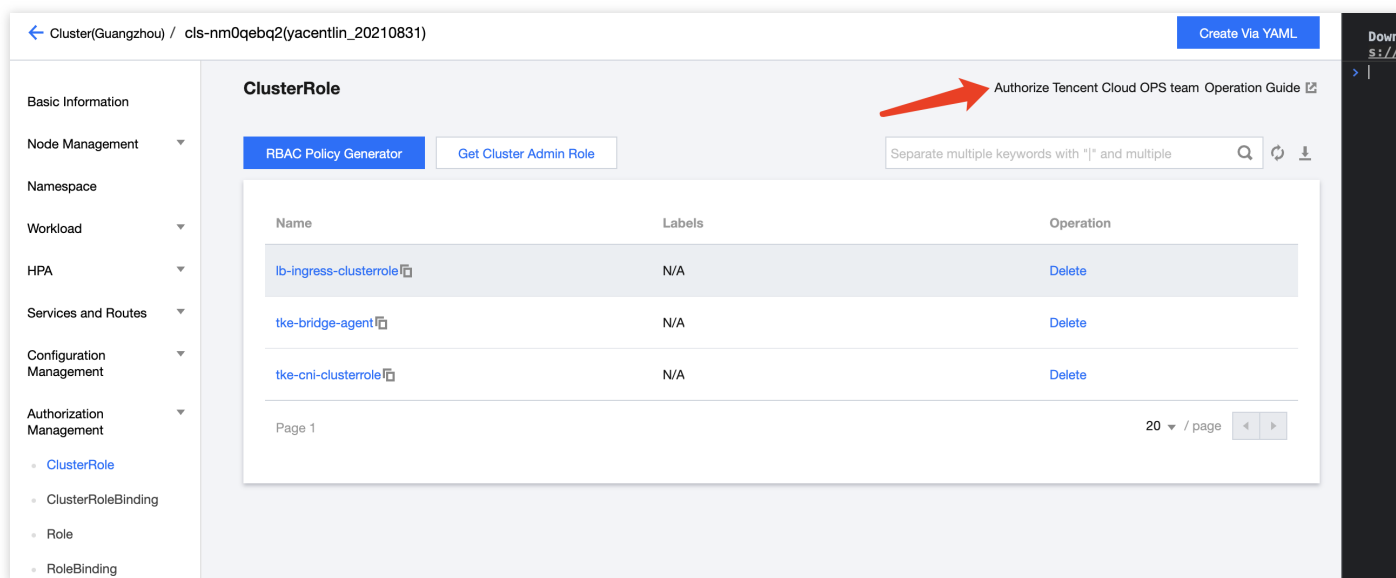 Cluster(Guangzhou) / cls-nm0qebq2(yacentlin_20210831)
Create Via YAML
Basic Information
Node Management
Namespace
Workload
HPA
Services and Routes
Configuration
Management
Authorization
Management
ClusterRole
ClusterRoleBinding
Role
RoleBinding
ClusterRole
Authorize Tencent Cloud OPS team Operation Guide
RBAC Policy Generator
Get Cluster Admin Role
Separate multiple keywords with "|" and multiple
Name Labels Operation
lb-ingress-clusterrole N/A Delete
tke-bridge-agent N/A Delete
tke-cni-clusterrole N/A Delete
Page 1
20 / page
s://